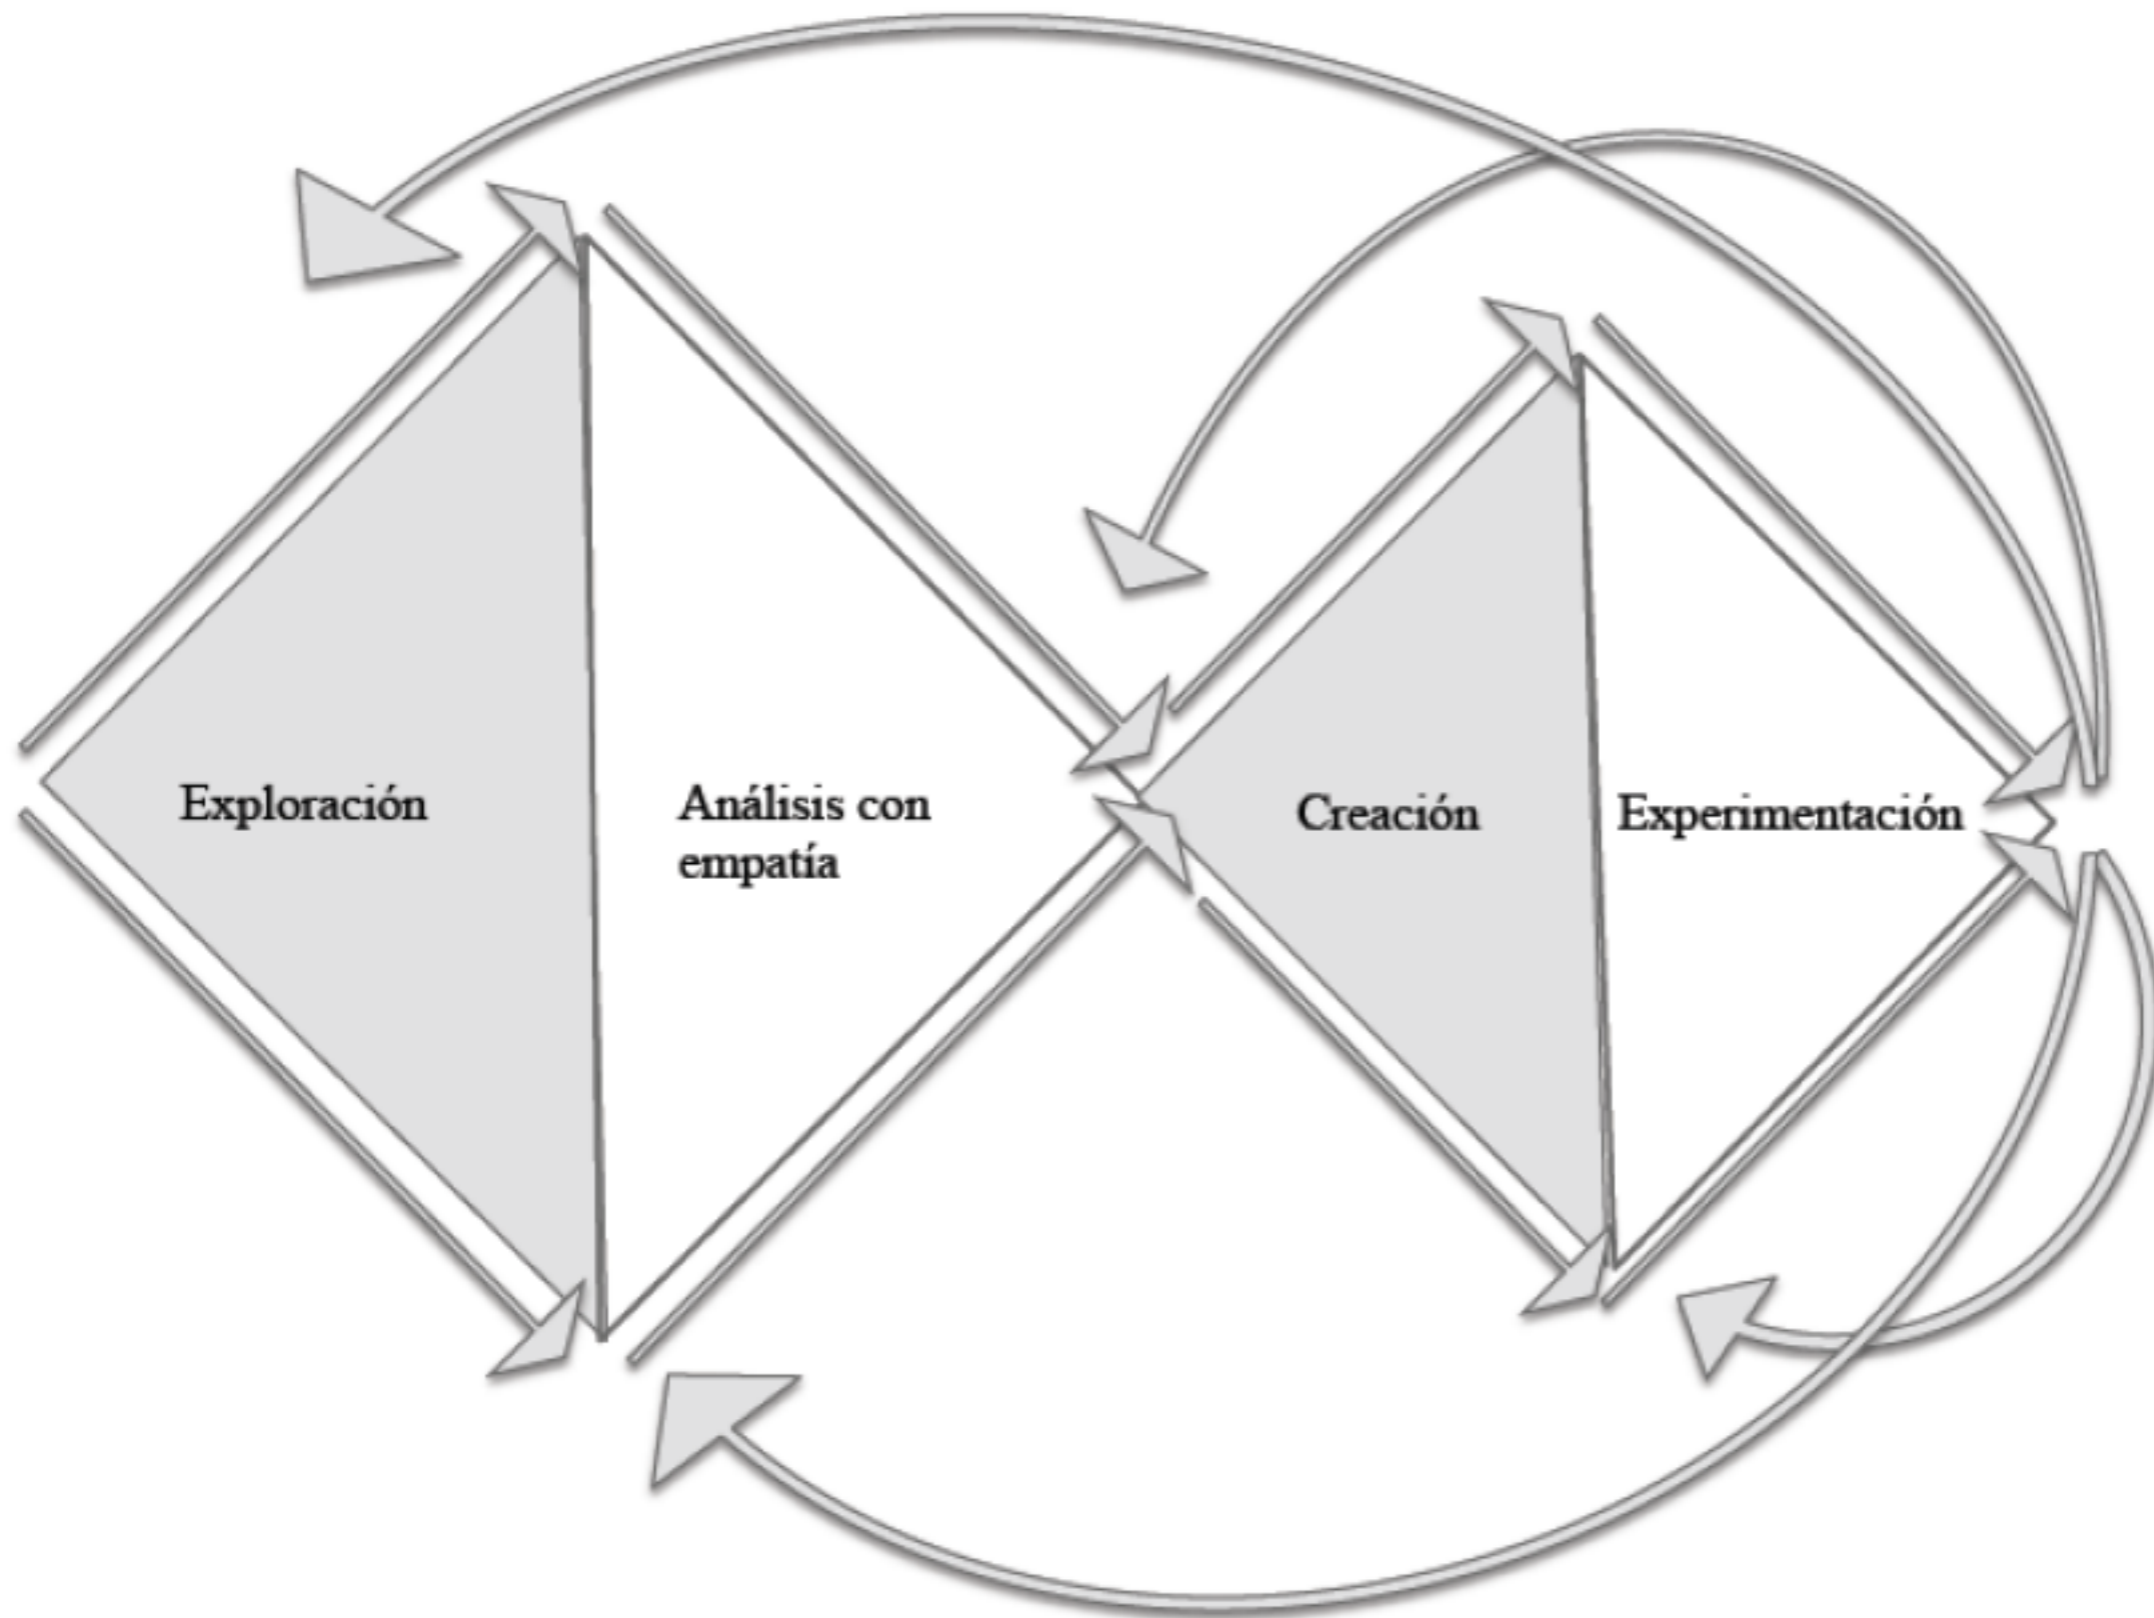 Exploración
Análisis con
empatía
Creación
Experimentación